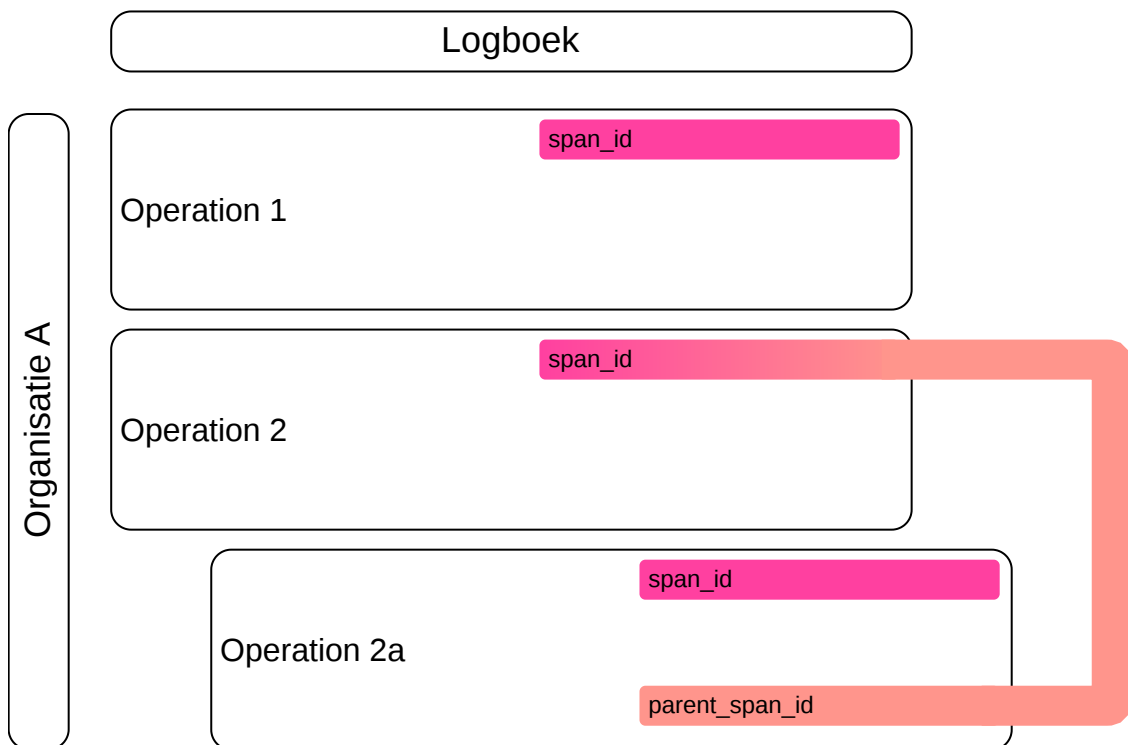 Logboek
Organisatie A
span_id
Operation 1
span_id
Operation 2
span_id
Operation 2a
parent_span_id